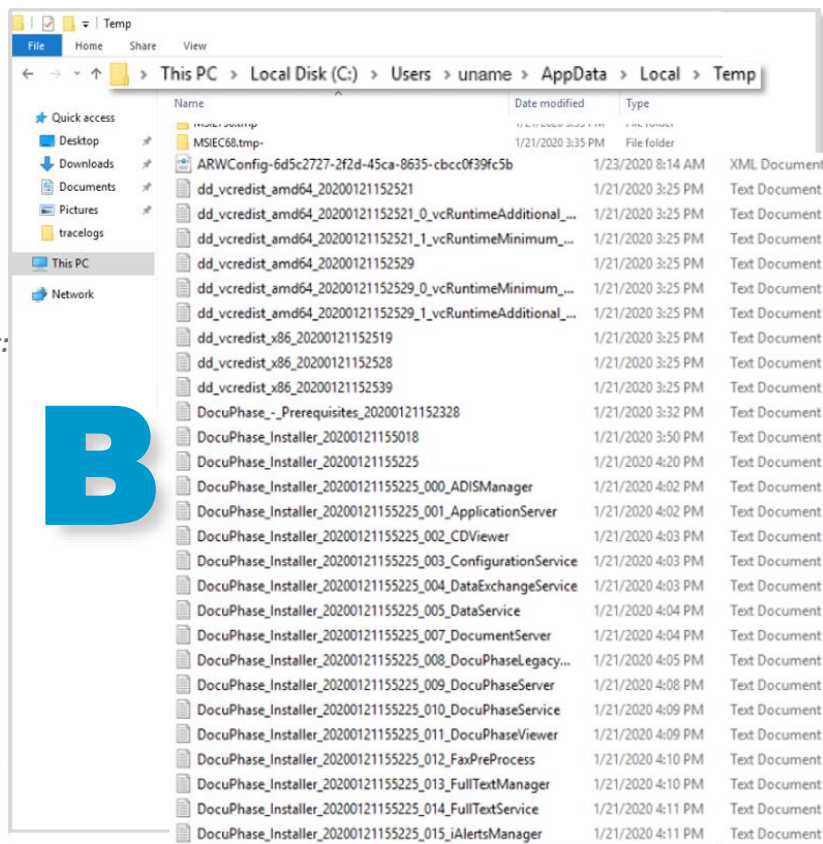 Temp
File Home Share View
This PC > Local Disk (C:) > Users > uname > AppData > Local > Temp
Name Date modified Type
Quick access
Desktop
Downloads
Documents
Pictures
tracelogs
This PC
Network
:
B
MSIEC68.tmp- 1/21/2020 3:35 PM File folder
ARWConfig-6d5c2727-2f2d-45ca-8635-cbcc0f39fc5b 1/23/2020 8:14 AM XML Document
dd_vcredist_amd64_20200121152521 1/21/2020 3:25 PM Text Document
dd_vcredist_amd64_20200121152521_0_vcRuntimeAdditional_... 1/21/2020 3:25 PM Text Document
dd_vcredist_amd64_20200121152521_1_vcRuntimeMinimum_... 1/21/2020 3:25 PM Text Document
dd_vcredist_amd64_20200121152529 1/21/2020 3:25 PM Text Document
dd_vcredist_amd64_20200121152529_0_vcRuntimeMinimum_... 1/21/2020 3:25 PM Text Document
dd_vcredist_amd64_20200121152529_1_vcRuntimeAdditional_... 1/21/2020 3:25 PM Text Document
dd_vcredist_x86_20200121152519 1/21/2020 3:25 PM Text Document
dd_vcredist_x86_20200121152528 1/21/2020 3:25 PM Text Document
dd_vcredist_x86_20200121152539 1/21/2020 3:25 PM Text Document
DocuPhase_-_Prerequisites_20200121152328 1/21/2020 3:32 PM Text Document
DocuPhase_Installer_20200121155018 1/21/2020 3:50 PM Text Document
DocuPhase_Installer_20200121155225 1/21/2020 4:20 PM Text Document
DocuPhase_Installer_20200121155225_000_ADISManager 1/21/2020 4:02 PM Text Document
DocuPhase_Installer_20200121155225_001_ApplicationServer 1/21/2020 4:02 PM Text Document
DocuPhase_Installer_20200121155225_002_CDViewer 1/21/2020 4:03 PM Text Document
DocuPhase_Installer_20200121155225_003_ConfigurationService 1/21/2020 4:03 PM Text Document
DocuPhase_Installer_20200121155225_004_DataExchangeService 1/21/2020 4:03 PM Text Document
DocuPhase_Installer_20200121155225_005_DataService 1/21/2020 4:04 PM Text Document
DocuPhase_Installer_20200121155225_007_DocumentServer 1/21/2020 4:04 PM Text Document
DocuPhase_Installer_20200121155225_008_DocuPhaseLegacy... 1/21/2020 4:05 PM Text Document
DocuPhase_Installer_20200121155225_009_DocuPhaseServer 1/21/2020 4:08 PM Text Document
DocuPhase_Installer_20200121155225_010_DocuPhaseService 1/21/2020 4:09 PM Text Document
DocuPhase_Installer_20200121155225_011_DocuPhaseViewer 1/21/2020 4:09 PM Text Document
DocuPhase_Installer_20200121155225_012_FaxPreProcess 1/21/2020 4:10 PM Text Document
DocuPhase_Installer_20200121155225_013_FullTextManager 1/21/2020 4:10 PM Text Document
DocuPhase_Installer_20200121155225_014_FullTextService 1/21/2020 4:11 PM Text Document
DocuPhase_Installer_20200121155225_015_iAlertsManager 1/21/2020 4:11 PM Text Document